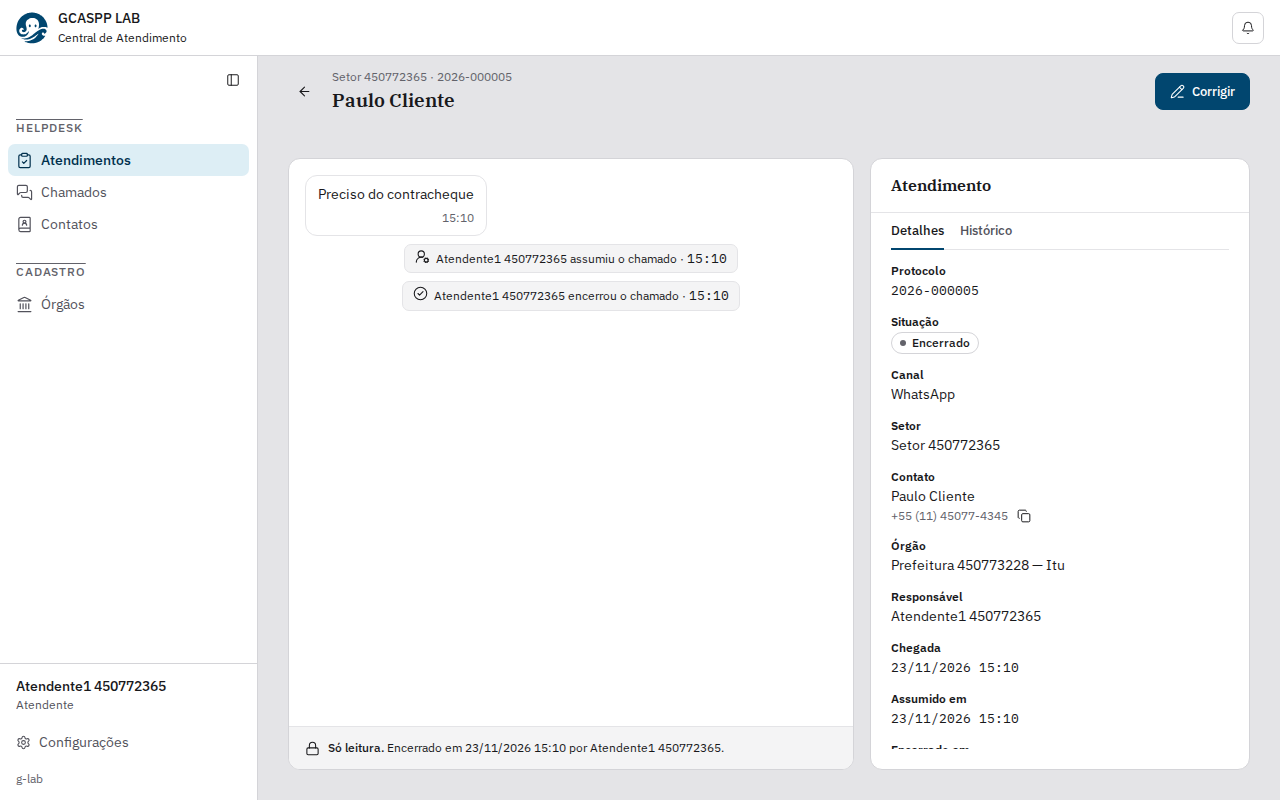 GCASPP LAB
Central de Atendimento
HELPDESK
Atendimentos
Chamados
Contatos
CADASTRO
Órgãos
Atendente1 450772365
Atendente
Configurações
g-lab
Setor 450772365 · 2026-000005
Paulo Cliente
Corrigir
Preciso do contracheque
15:10
Atendente1 450772365 assumiu o chamado · 15:10
Atendente1 450772365 encerrou o chamado · 15:10
Só leitura. Encerrado em 23/11/2026 15:10 por Atendente1 450772365.
Atendimento
Detalhes Histórico
Protocolo
2026-000005
Situação
Encerrado
Canal
WhatsApp
Setor
Setor 450772365
Contato
Paulo Cliente
+55 (11) 45077-4345
Órgão
Prefeitura 450773228 — Itu
Responsável
Atendente1 450772365
Chegada
23/11/2026 15:10
Assumido em
23/11/2026 15:10